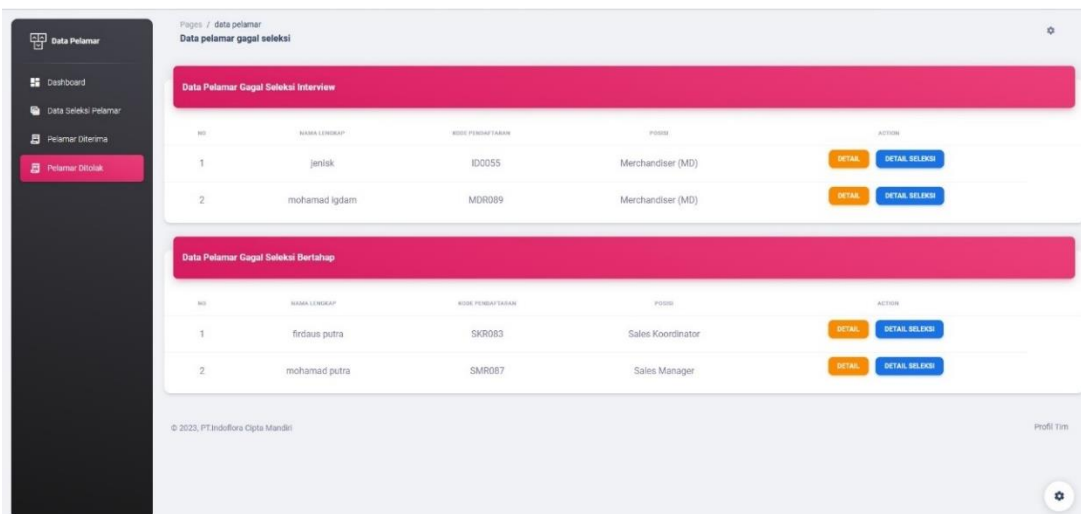 Data Pelamar
Dashboard
Data Seleksi Pelamar
Pelamar Diterima
Pelamar Ditolak
Pages / data pelamar
Data pelamar gagal seleksi
Data Pelamar Gagal Seleksi Interview
NO NAMA LENGKAP KODE PENDAFTARAN POSISI ACTION
1 jenisk ID0055 Merchandiser (MD) DETAIL DETAIL SELEKSI
2 mohamad igdam MDR089 Merchandiser (MD) DETAIL DETAIL SELEKSI
Data Pelamar Gagal Seleksi Bertahap
NO NAMA LENGKAP KODE PENDAFTARAN POSISI ACTION
1 firdaus putra SKR083 Sales Koordinator DETAIL DETAIL SELEKSI
2 mohamad putra SMR087 Sales Manager DETAIL DETAIL SELEKSI
© 2023, PT.Indoflora Cipta Mandiri
Profil Tim